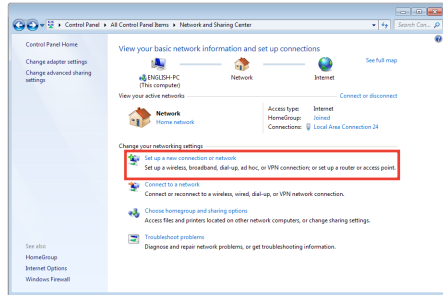 Control Panel ▸ All Control Panel Items ▸ Network and Sharing Center
Search Con...
Control Panel Home
Change adapter settings
Change advanced sharing
settings
View your basic network information and set up connections
See full map
ENGLISH-PC
(This computer)
Network
Internet
View your active networks
Connect or disconnect
Network
Home network
Access type: Internet
HomeGroup: Joined
Connections: Local Area Connection 24
Change your networking settings
Set up a new connection or network
Set up a wireless, broadband, dial-up, ad hoc, or VPN connection; or set up a router or access point.
Connect to a network
Connect or reconnect to a wireless, wired, dial-up, or VPN network connection.
Choose homegroup and sharing options
Access files and printers located on other network computers, or change sharing settings.
Troubleshoot problems
Diagnose and repair network problems, or get troubleshooting information.
See also
HomeGroup
Internet Options
Windows Firewall